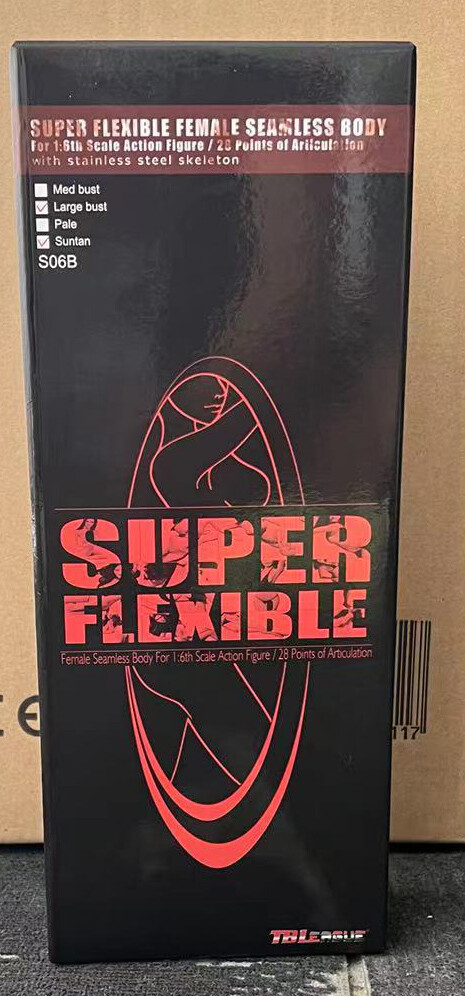 SUPER FLEXIBLE FEMALE SEAMLESS BODY
For 1:6th Scale Action Figure / 28 Points of Articulation
with stainless steel skeleton
Med bust
Large bust
Pale
Suntan
S06B
SUPER
FLEXIBLE
Female Seamless Body For 1:6th Scale Action Figure / 28 Points of Articulation
117
TBLEAGUE